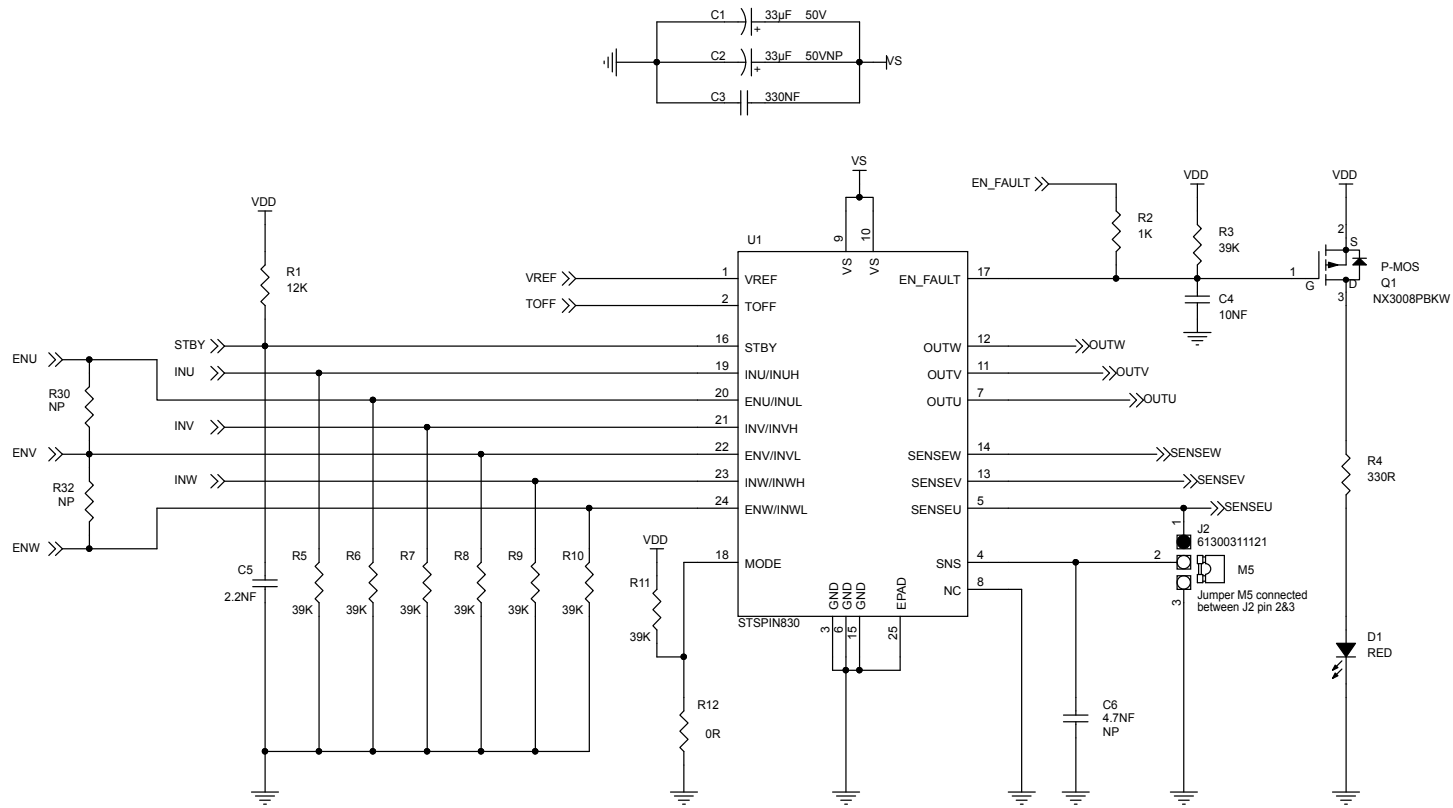 C1 33µF 50V
C2 33µF 50VNP
VS
C3 330NF
VS
EN_FAULT
VDD
VDD
VDD
R2
1K
R3
39K
2
S
U1
9
10
VS
VS
R1
12K
VREF
1
VREF
EN_FAULT
17
1
G
D
3
P-MOS
Q1
NX3008PBKW
TOFF
2
TOFF
C4
10NF
STBY
16
STBY
OUTW
12
OUTW
ENU
INU
19
INU/INUH
OUTV
11
OUTV
R30
NP
20
ENU/INUL
OUTU
7
OUTU
INV
21
INV/INVH
ENV
22
ENV/INVL
SENSEW
14
SENSEW
R4
330R
R32
NP
INW
23
INW/INWH
SENSEV
13
SENSEV
24
ENW/INWL
SENSEU
5
SENSEU
ENW
1
J2
61300311121
VDD
18
MODE
SNS
4
2
M5
C5
2.2NF
R5
R6
R7
R8
R9
R10
R11
NC
8
3
Jumper M5 connected
between J2 pin 2&3
39K
39K
39K
39K
39K
39K
39K
GND
GND
GND
EPAD
STSPIN830
3
6
15
25
D1
RED
R12
0R
C6
4.7NF
NP